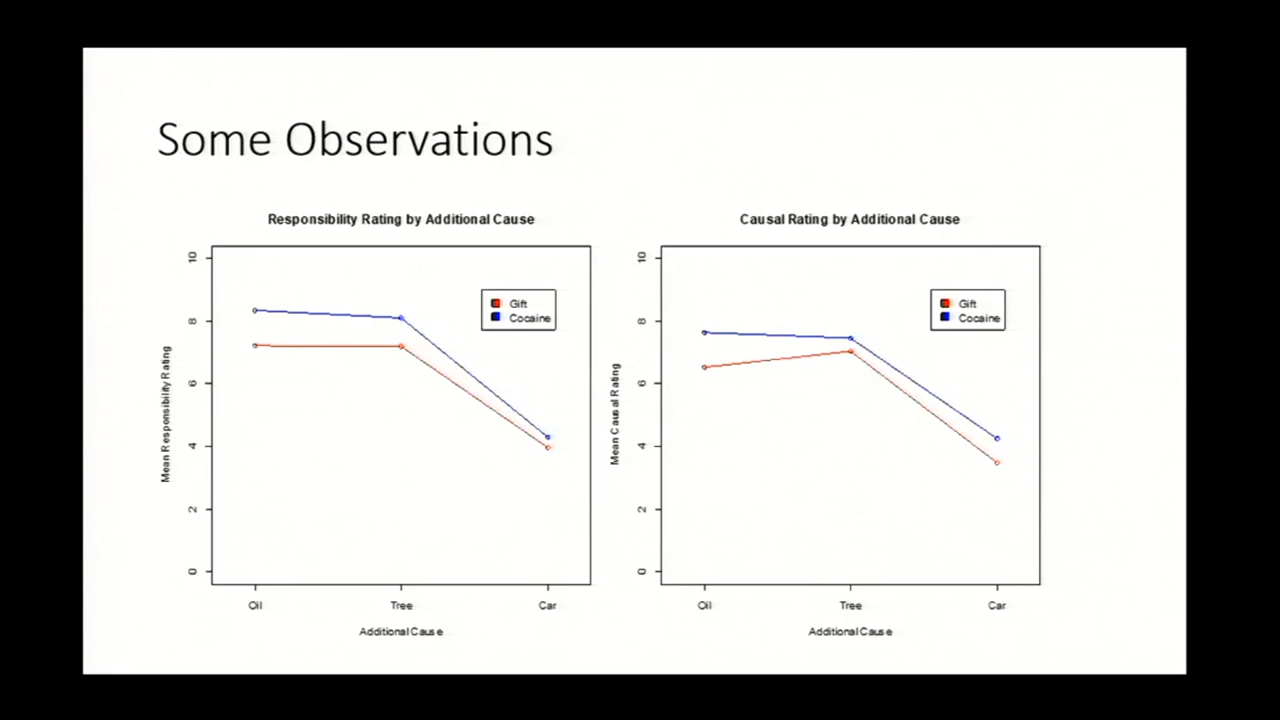 Some Observations
Responsibility Rating by Additional Cause
Mean Responsibility Rating
10
8
6
4
2
0
Gift
Cocaine
Oil Tree Car
Additional Cause
Causal Rating by Additional Cause
Mean Causal Rating
10
8
6
4
2
0
Gift
Cocaine
Oil Tree Car
Additional Cause